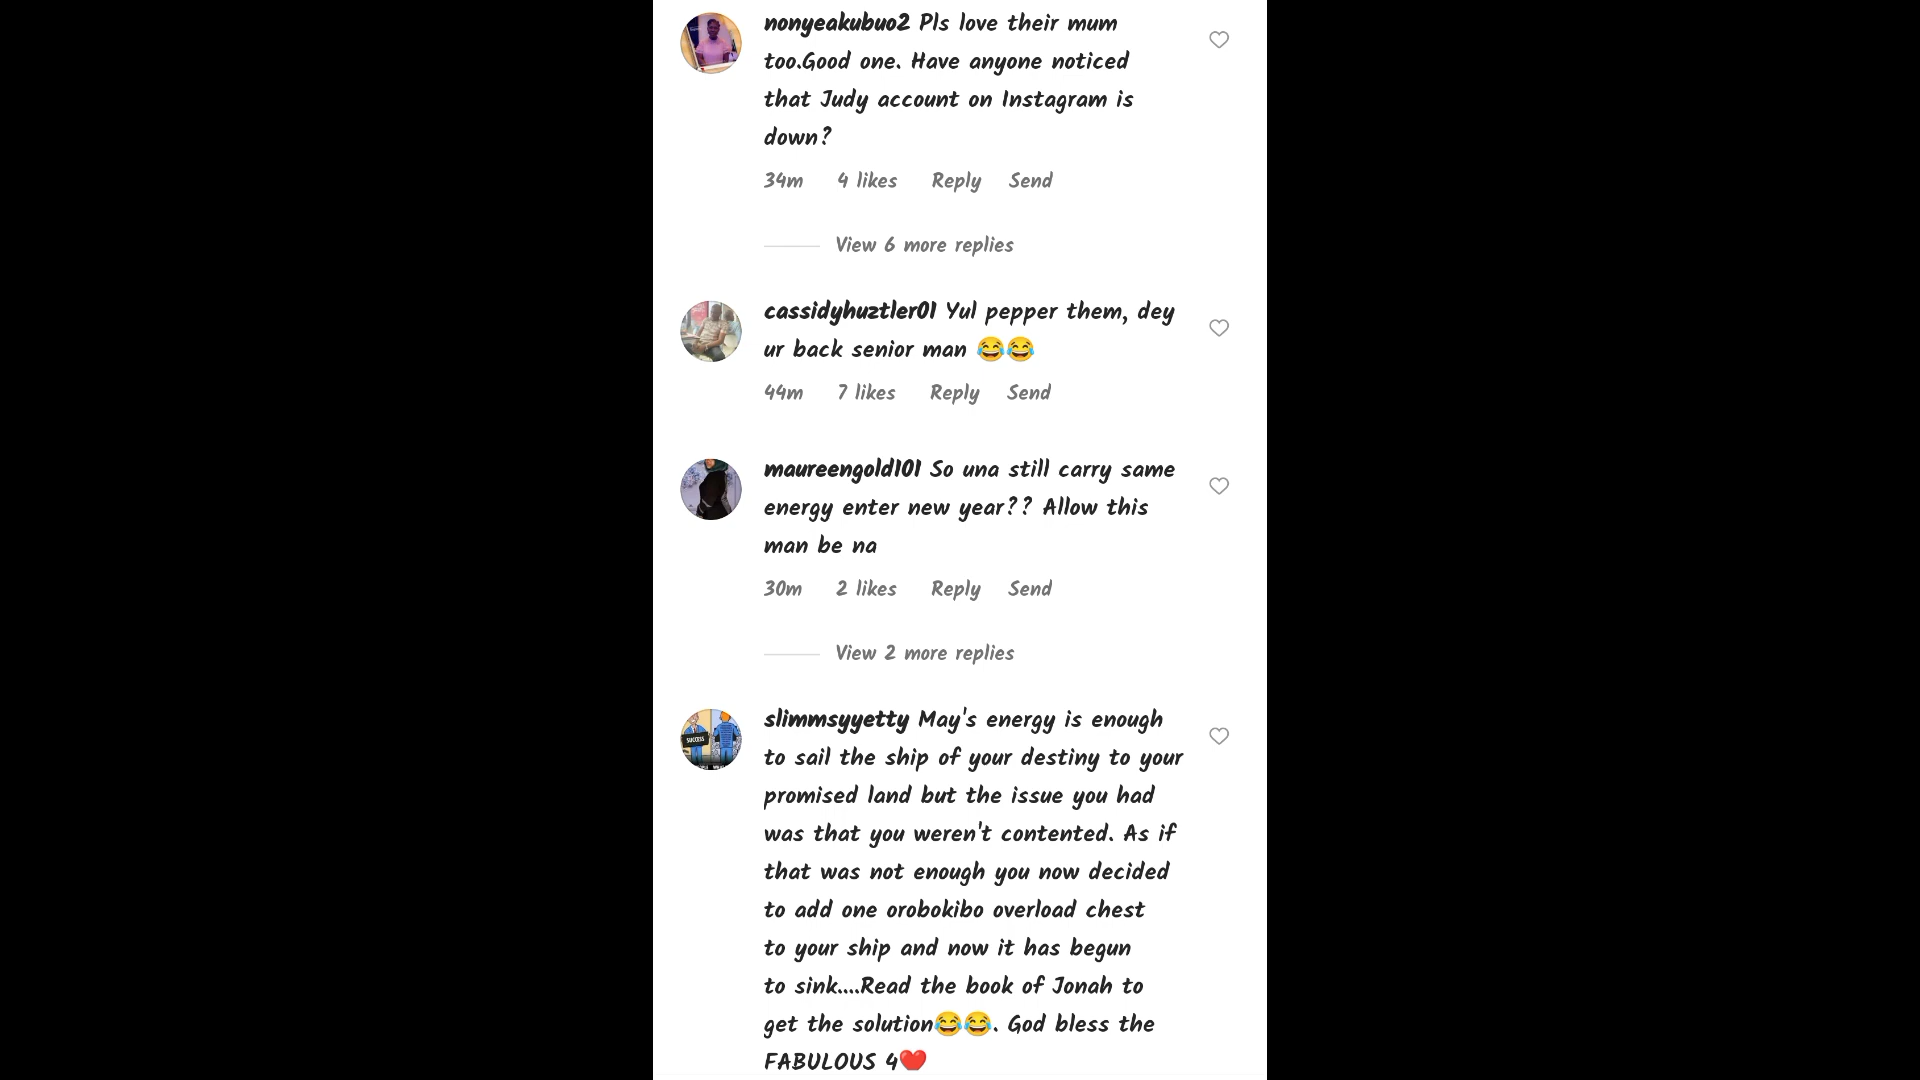 nonyeakubuo2 Pls love their mum
too.Good one. Have anyone noticed
that Judy account on Instagram is
down?
34m 4 likes Reply Send
View 6 more replies
cassidyhuztler01 Yul pepper them, dey
ur back senior man 😂😂
44m 7 likes Reply Send
maureengold101 So una still carry same
energy enter new year?? Allow this
man be na
30m 2 likes Reply Send
View 2 more replies
SUCCESS
slimmsyyetty May's energy is enough
to sail the ship of your destiny to your
promised land but the issue you had
was that you weren't contented. As if
that was not enough you now decided
to add one orobokibo overload chest
to your ship and now it has begun
to sink....Read the book of Jonah to
get the solution😂😂. God bless the
FABULOUS 4❤️